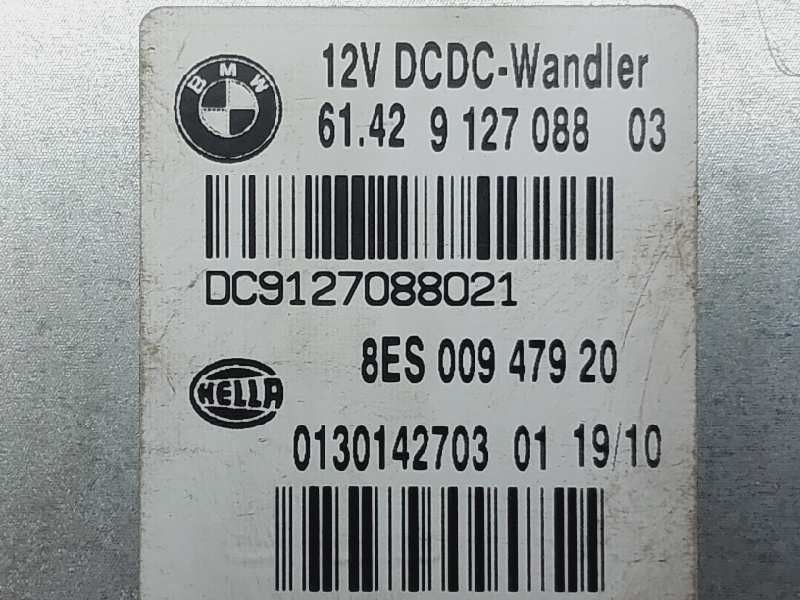 BMW
12V DCDC-Wandler
61.42 9 127 088 03
DC9127088021
8ES 009 479 20
HELLA
0130142703 01 19/10